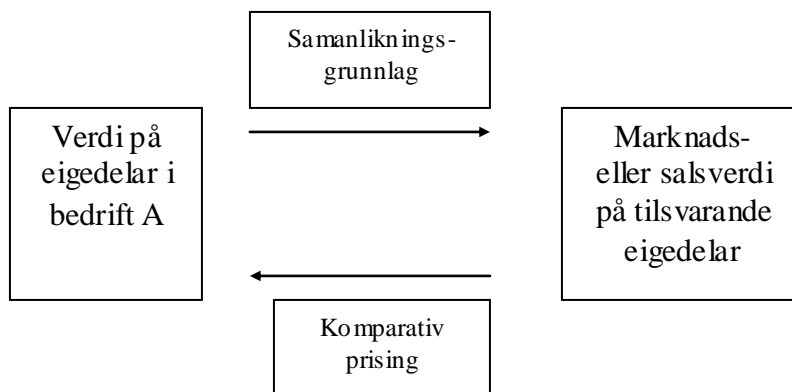 Samanliknings-
grunnlag
Verdi på
eigedelar i
bedrift A
Marknads-
eller salsverdi
på tilsvarande
eigedelar
Komparativ
prising